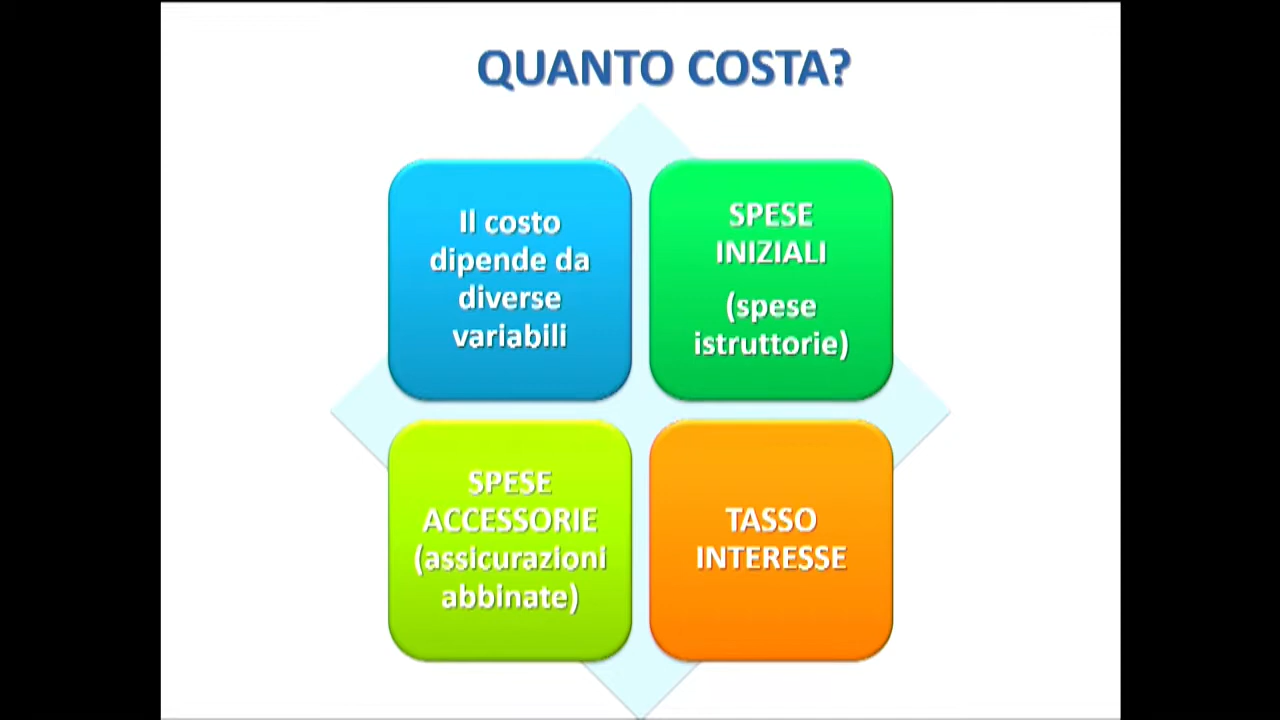 QUANTO COSTA?
Il costo
dipende da
diverse
variabili
SPESE
INIZIALI
(spese
istruttorie)
SPESE
ACCESSORIE
(assicurazioni
abbinate)
TASSO
INTERESSE